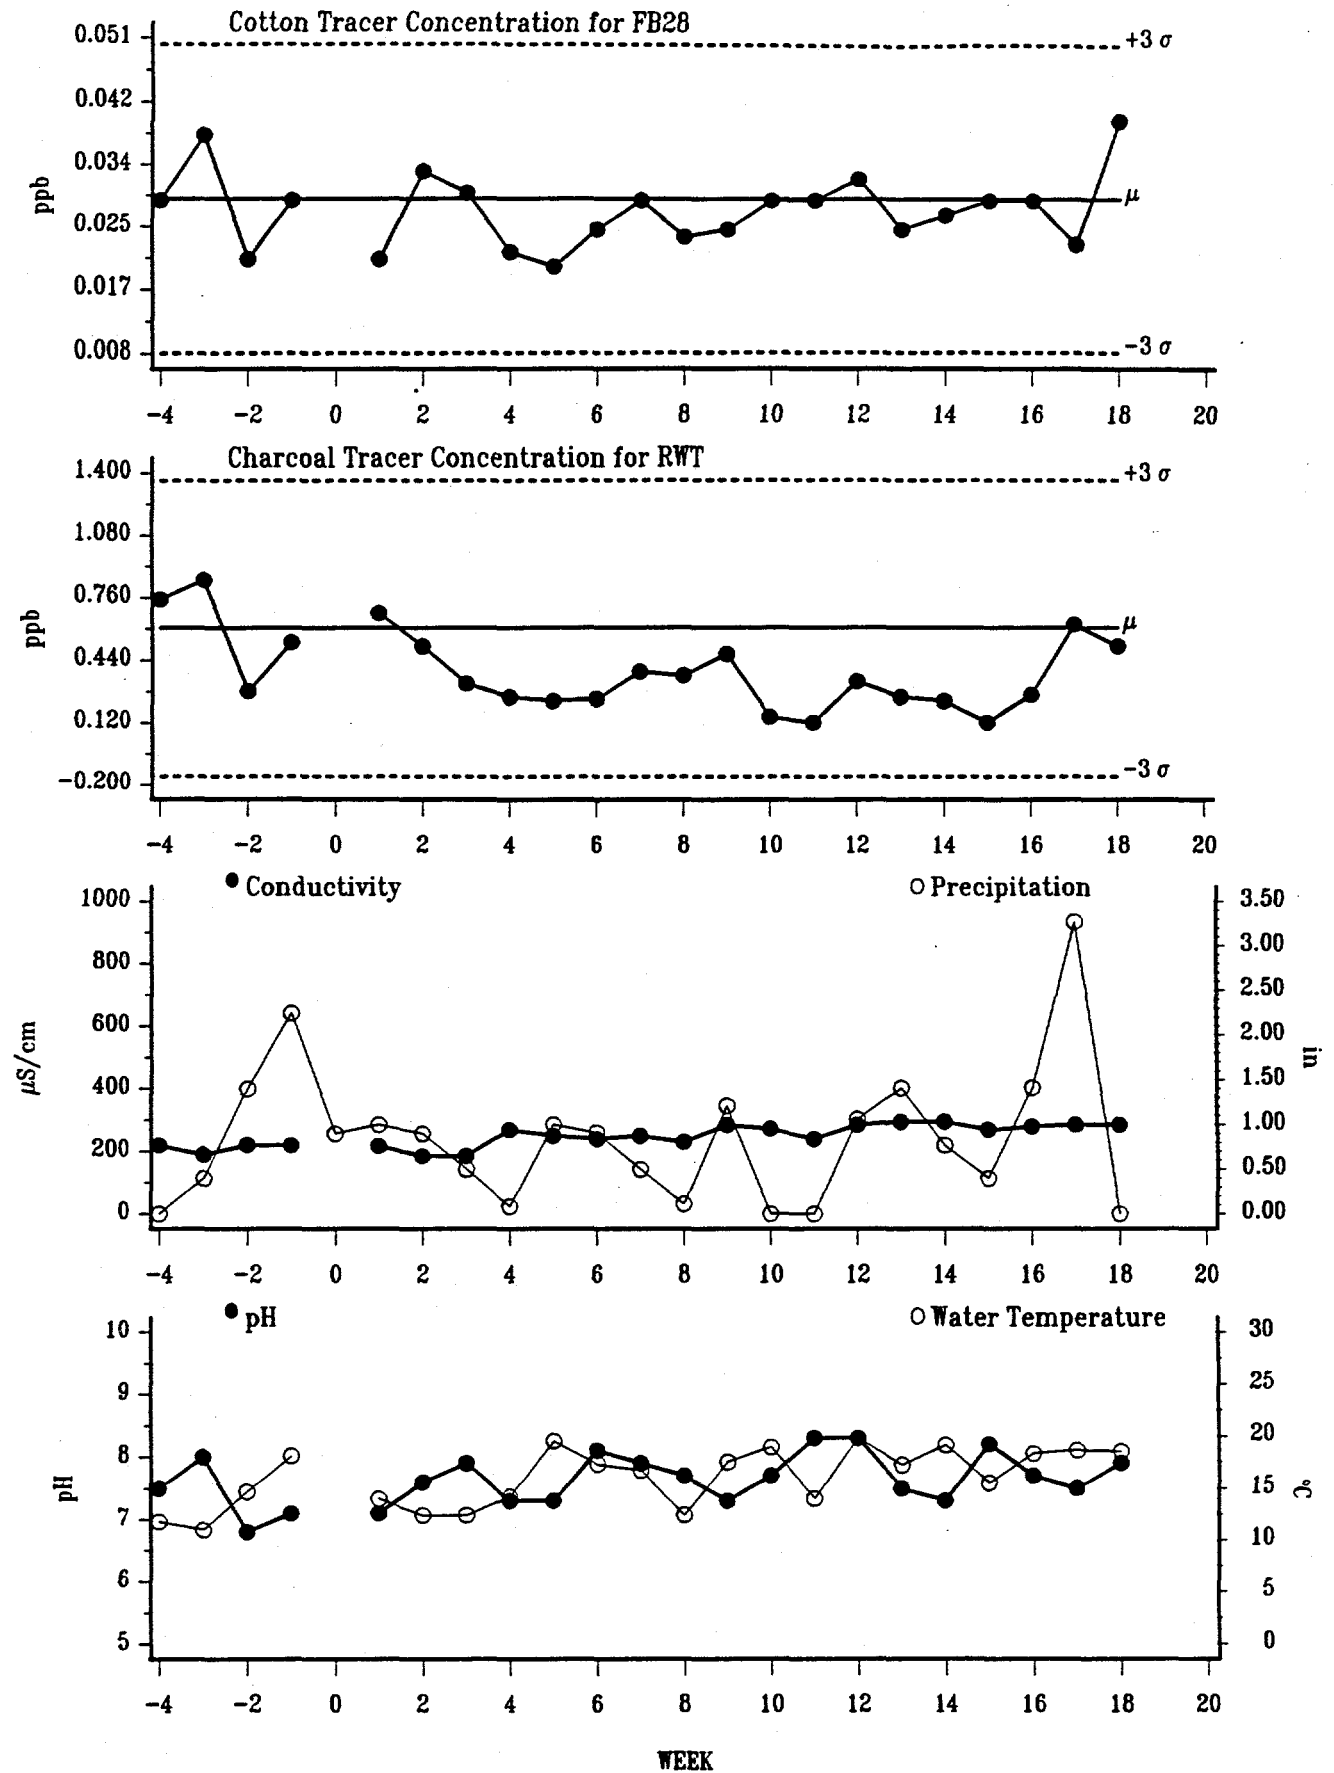 Cotton Tracer Concentration for FB28
0.051
0.042
0.034
0.025
0.017
0.008
ppb
+3 σ
μ
−3 σ
−4 −2 0 2 4 6 8 10 12 14 16 18 20
Charcoal Tracer Concentration for RWT
1.400
1.080
0.760
0.440
0.120
−0.200
ppb
+3 σ
μ
−3 σ
−4 −2 0 2 4 6 8 10 12 14 16 18 20
Conductivity
Precipitation
1000
800
600
400
200
0
μS/cm
3.50
3.00
2.50
2.00
1.50
1.00
0.50
0.00
in
−4 −2 0 2 4 6 8 10 12 14 16 18 20
pH
Water Temperature
10
9
8
7
6
5
pH
30
25
20
15
10
5
0
°C
−4 −2 0 2 4 6 8 10 12 14 16 18 20
WEEK